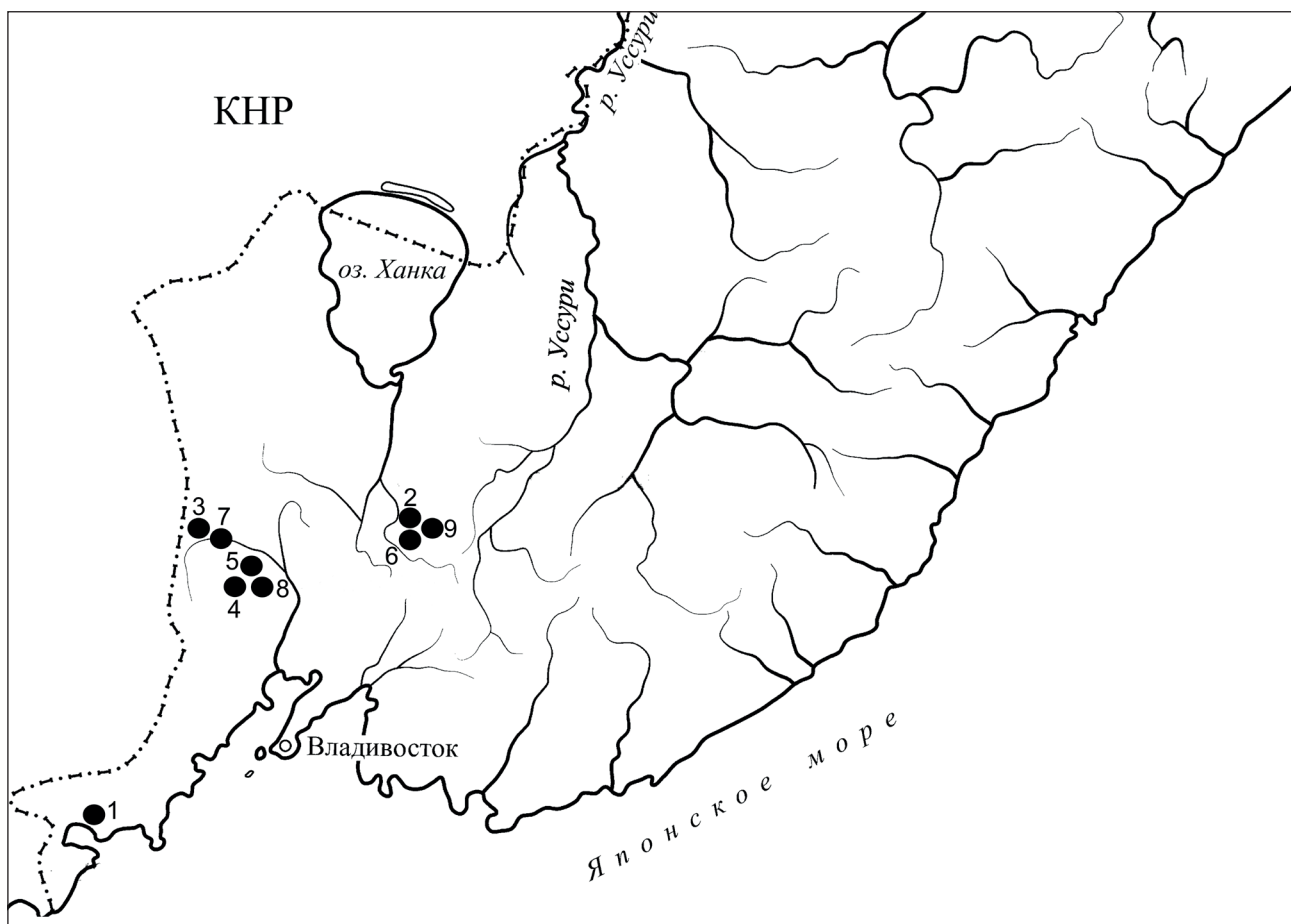 КНР
р. Уссури
оз. Ханка
р. Уссури
3
7
5
4
8
2
9
6
Владивосток
Японское море
1